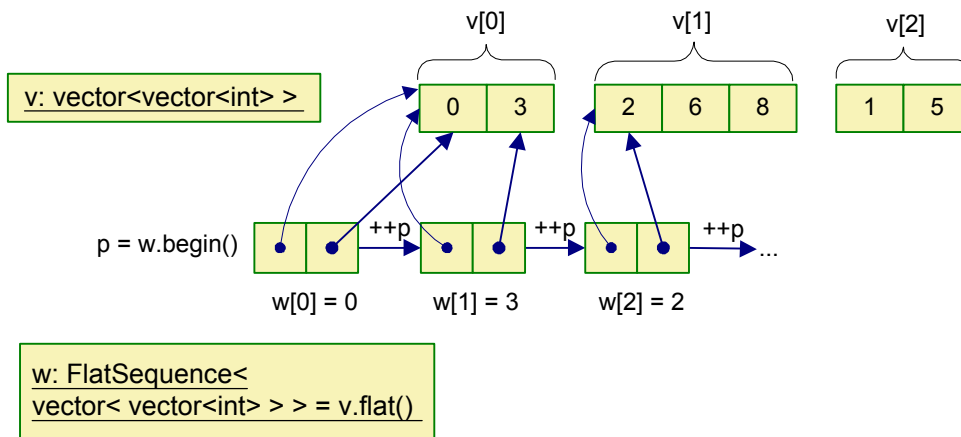 v[0] v[1] v[2]
v: vector<vector<int> >
0 3 2 6 8 1 5
p = w.begin() ++p ++p ++p ...
w[0] = 0 w[1] = 3 w[2] = 2
w: FlatSequence<
vector< vector<int> > > = v.flat()